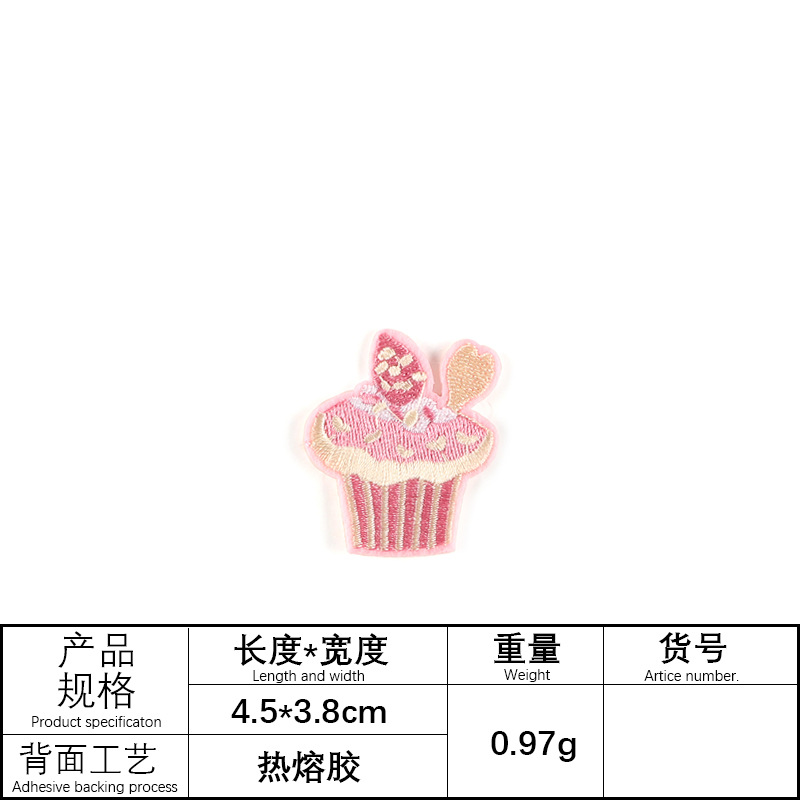 产品
规格
Product specificaton
长度*宽度
Length and width
重量
Weight
货号
Artice number.
4.5*3.8cm
0.97g
背面工艺
Adhesive backing process
热熔胶